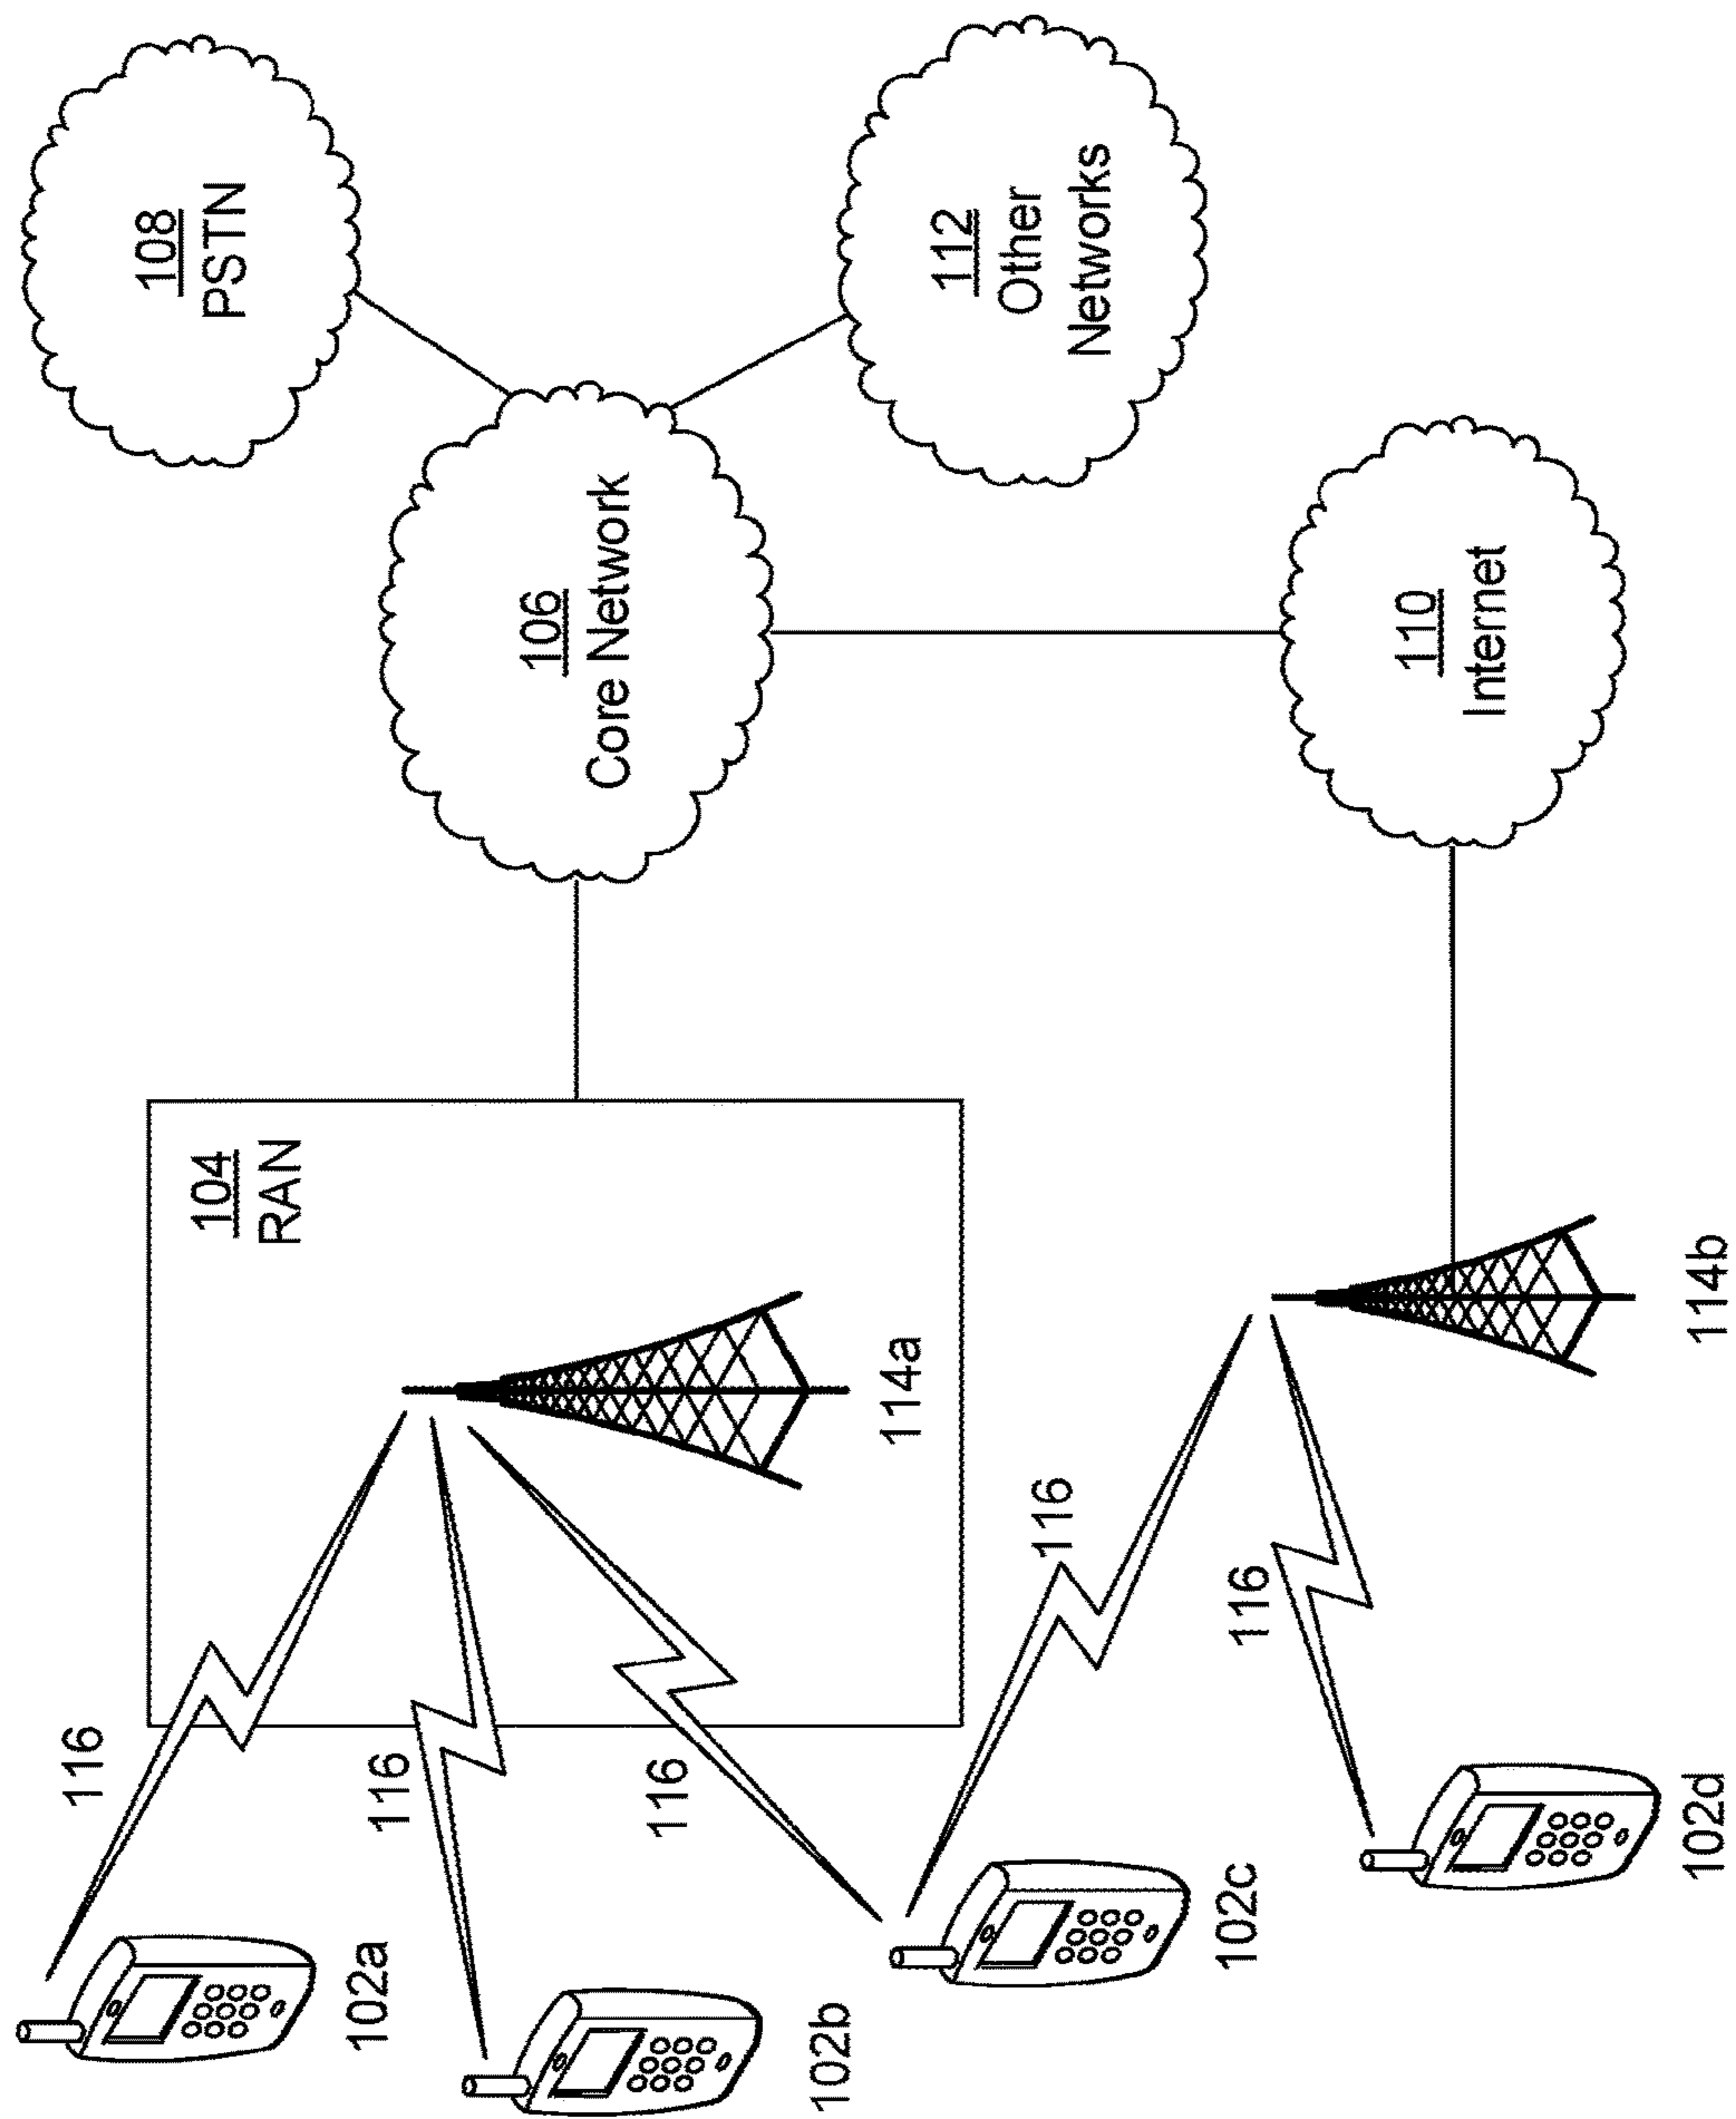 116
108
PSTN
104
RAN
102a
116
106
Core Network
116
102b
114a
112
Other
Networks
116
102c
116
110
Internet
102d
114b